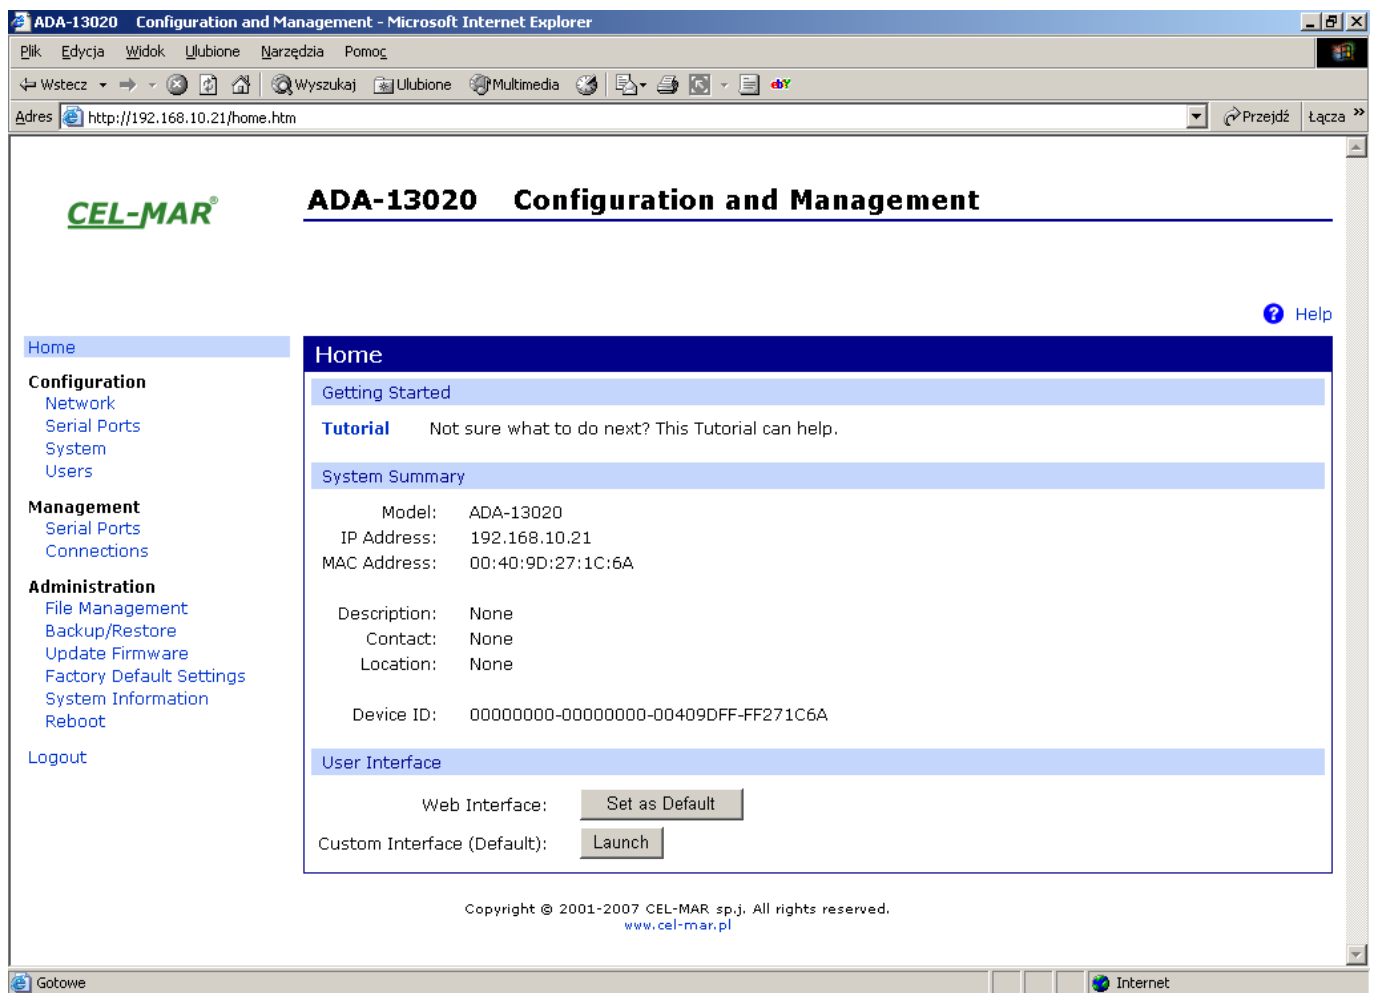 ADA-13020 Configuration and Management - Microsoft Internet Explorer
Plik Edycja Widok Ulubione Narzędzia Pomoc
Wstecz Wyszukaj Ulubione Multimedia ebY
Adres http://192.168.10.21/home.htm Przejdź Łącza »
CEL-MAR®
ADA-13020 Configuration and Management
? Help
Home
Configuration
Network
Serial Ports
System
Users
Management
Serial Ports
Connections
Administration
File Management
Backup/Restore
Update Firmware
Factory Default Settings
System Information
Reboot
Logout
Home
Getting Started
Tutorial Not sure what to do next? This Tutorial can help.
System Summary
Model: ADA-13020
IP Address: 192.168.10.21
MAC Address: 00:40:9D:27:1C:6A
Description: None
Contact: None
Location: None
Device ID: 00000000-00000000-00409DFF-FF271C6A
User Interface
Web Interface: Set as Default
Custom Interface (Default): Launch
Copyright © 2001-2007 CEL-MAR sp.j. All rights reserved.
www.cel-mar.pl
Gotowe Internet